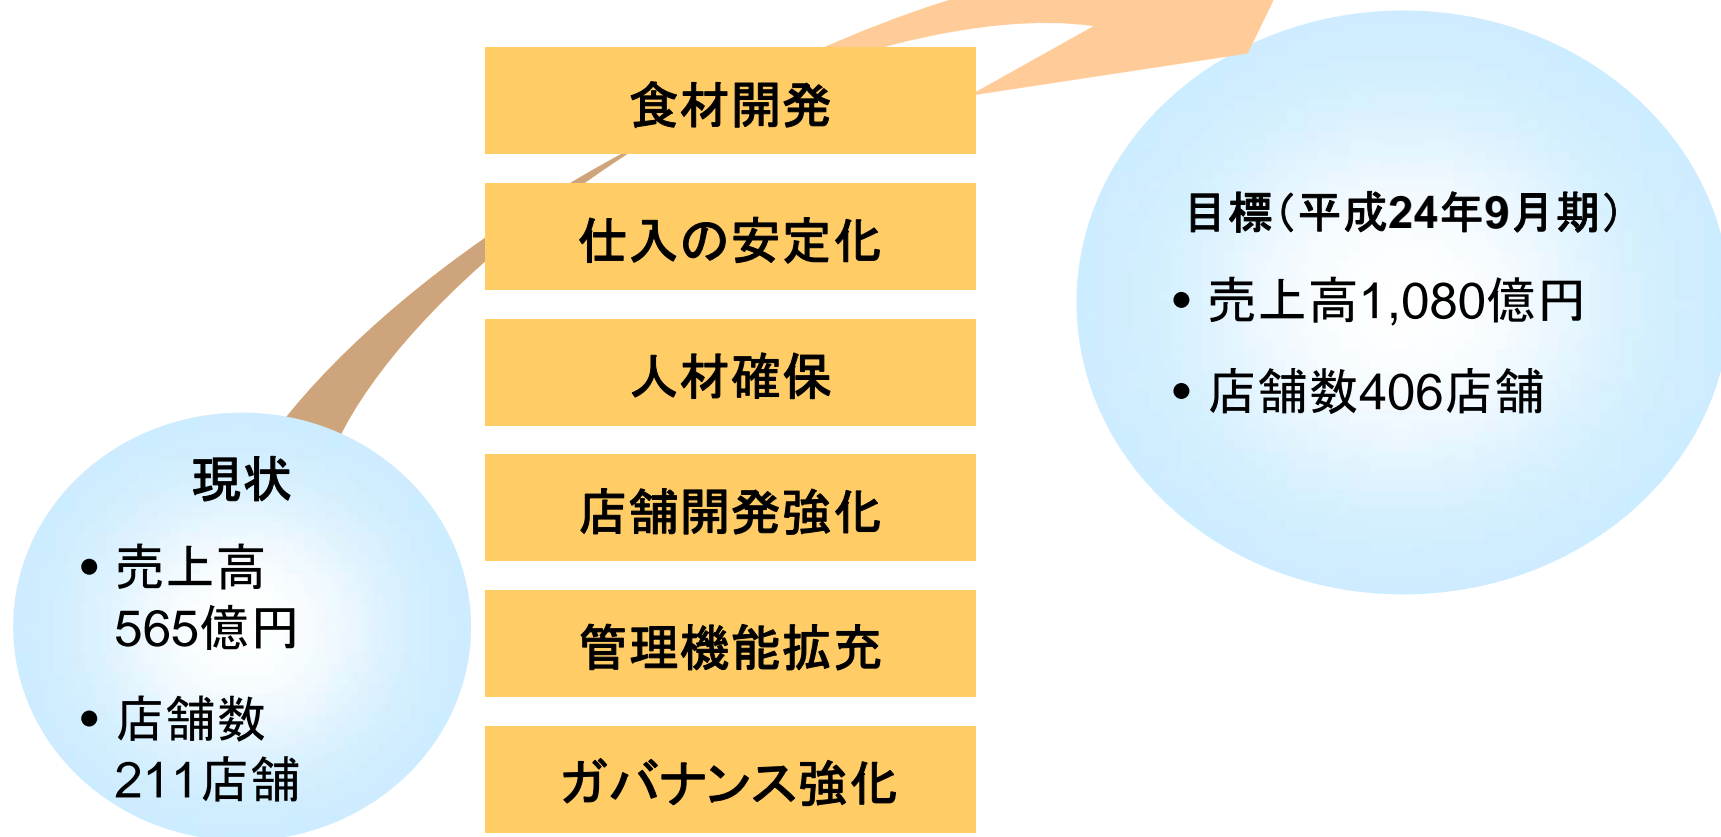 食材開発
仕入の安定化
人材確保
店舗開発強化
管理機能拡充
ガバナンス強化
現状
• 売上高
565億円
• 店舗数
211店舗
目標（平成24年9月期）
• 売上高1,080億円
• 店舗数406店舗